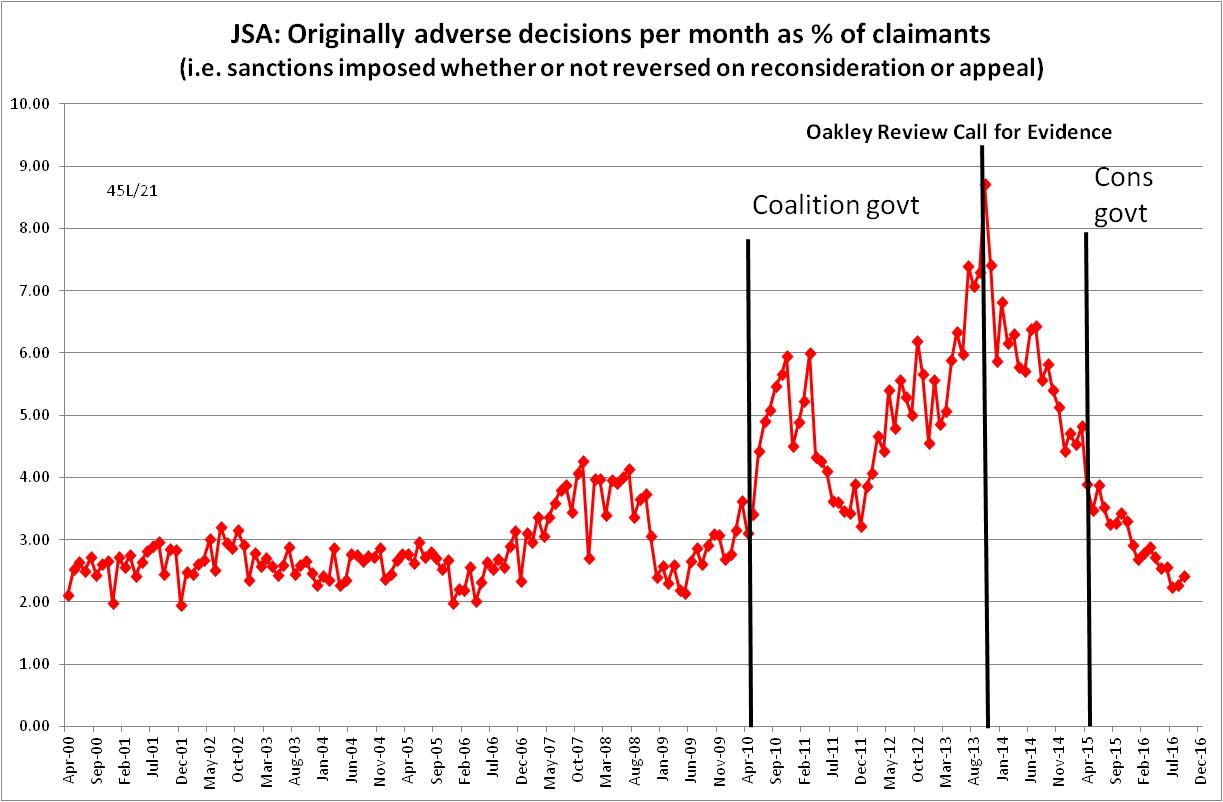 JSA: Originally adverse decisions per month as % of claimants
(i.e. sanctions imposed whether or not reversed on reconsideration or appeal)
10.00
9.00
8.00
7.00
6.00
5.00
4.00
3.00
2.00
1.00
0.00
45L/21
Oakley Review Call for Evidence
Coalition govt
Cons
govt
Apr-00
Sep-00
Feb-01
Jul-01
Dec-01
May-02
Oct-02
Mar-03
Aug-03
Jan-04
Jun-04
Nov-04
Apr-05
Sep-05
Feb-06
Jul-06
Dec-06
May-07
Oct-07
Mar-08
Aug-08
Jan-09
Jun-09
Nov-09
Apr-10
Sep-10
Feb-11
Jul-11
Dec-11
May-12
Oct-12
Mar-13
Aug-13
Jan-14
Jun-14
Nov-14
Apr-15
Sep-15
Feb-16
Jul-16
Dec-16